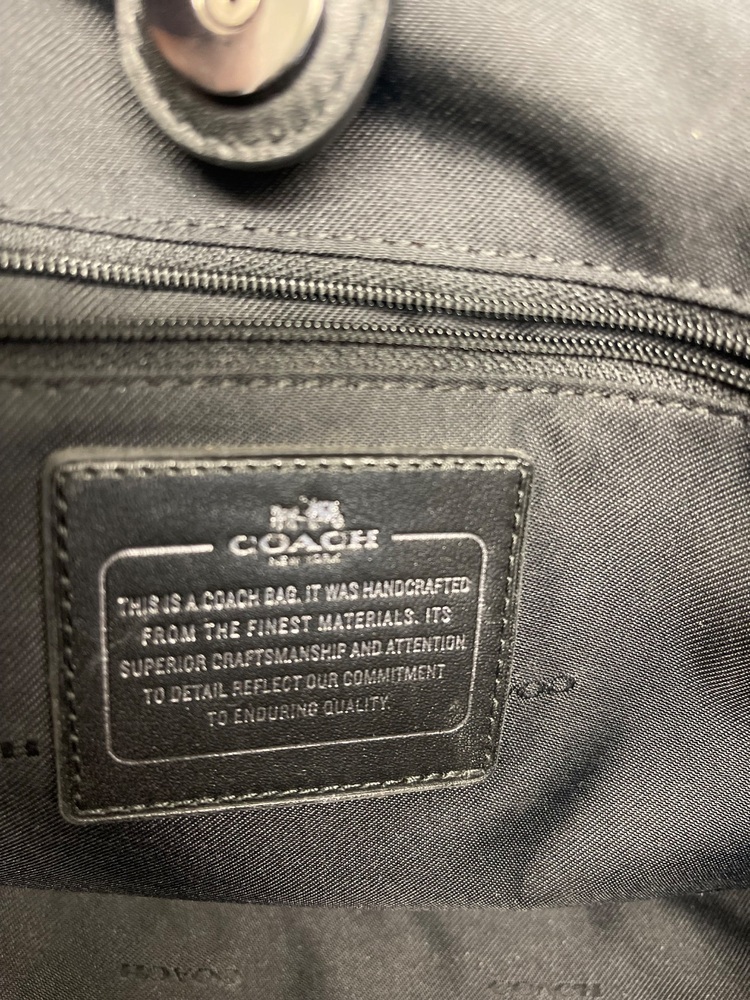 COACH
NEW YORK
THIS IS A COACH BAG. IT WAS HANDCRAFTED
FROM THE FINEST MATERIALS. ITS
SUPERIOR CRAFTSMANSHIP AND ATTENTION
TO DETAIL REFLECT OUR COMMITMENT
TO ENDURING QUALITY.
COACH